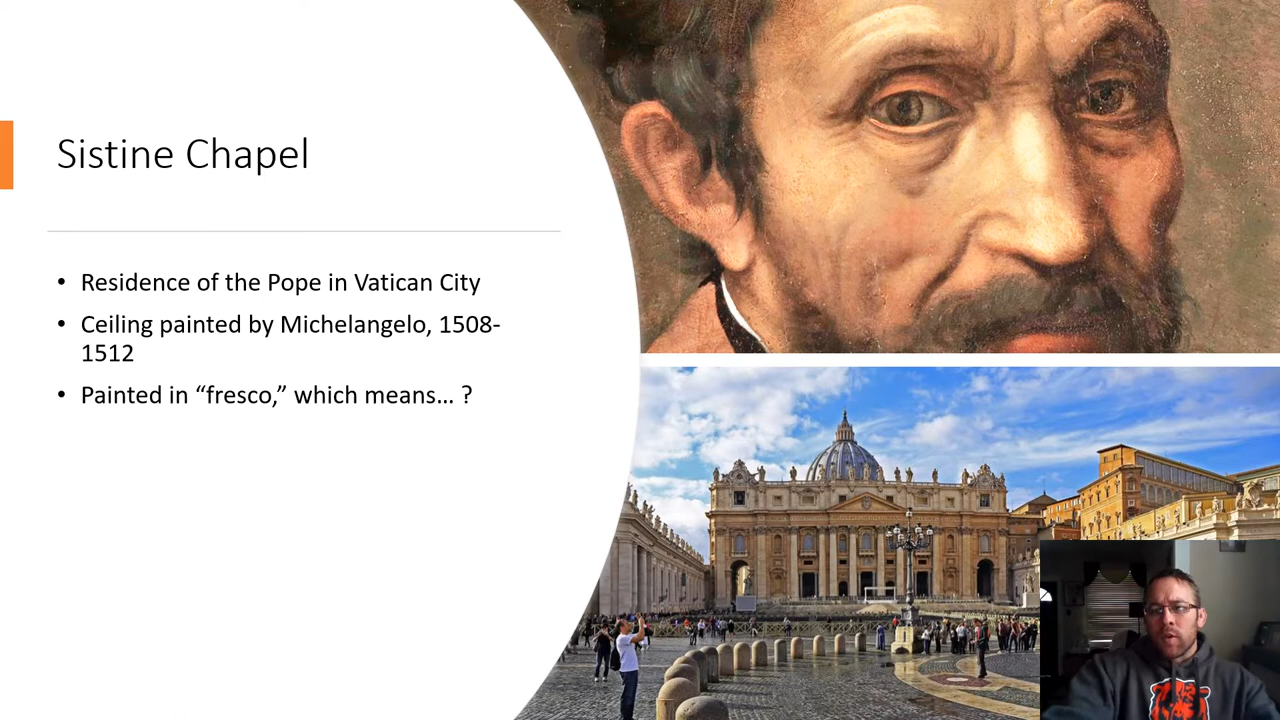 Sistine Chapel
• Residence of the Pope in Vatican City
• Ceiling painted by Michelangelo, 1508-
1512
• Painted in “fresco,” which means… ?